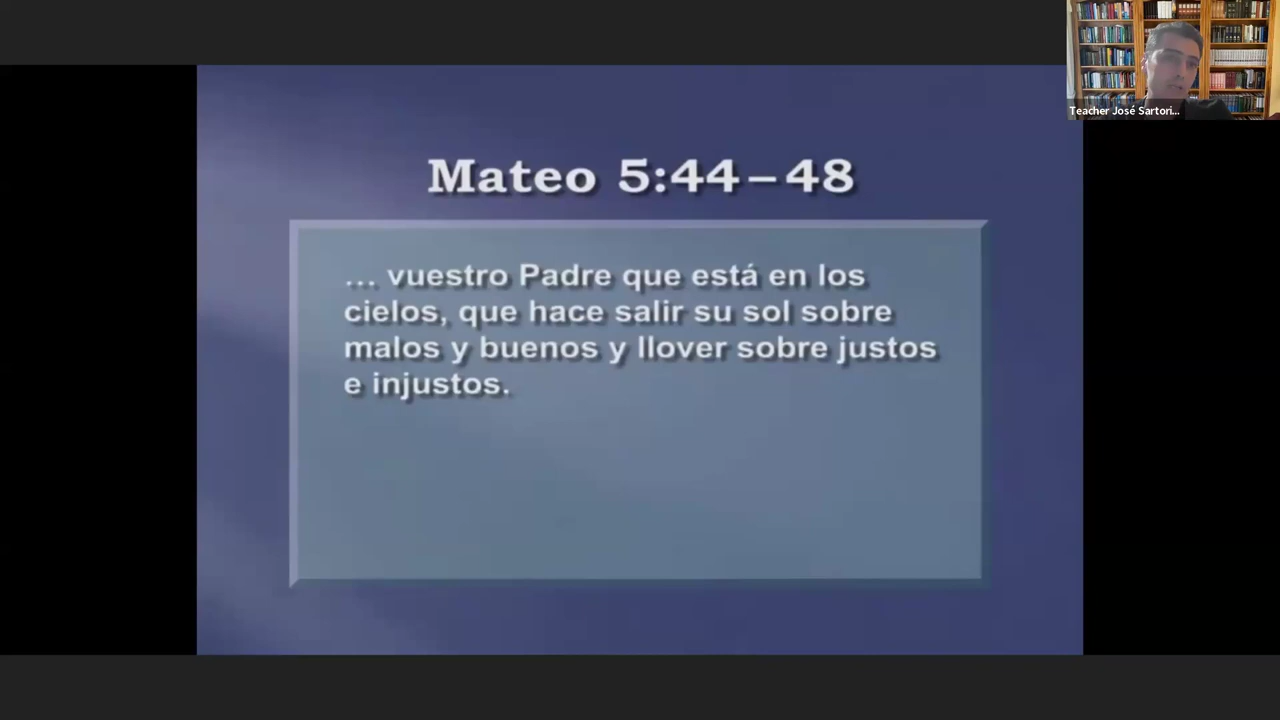 Teacher José Sartori...
Mateo 5:44–48
... vuestro Padre que está en los
cielos, que hace salir su sol sobre
malos y buenos y llover sobre justos
e injustos.